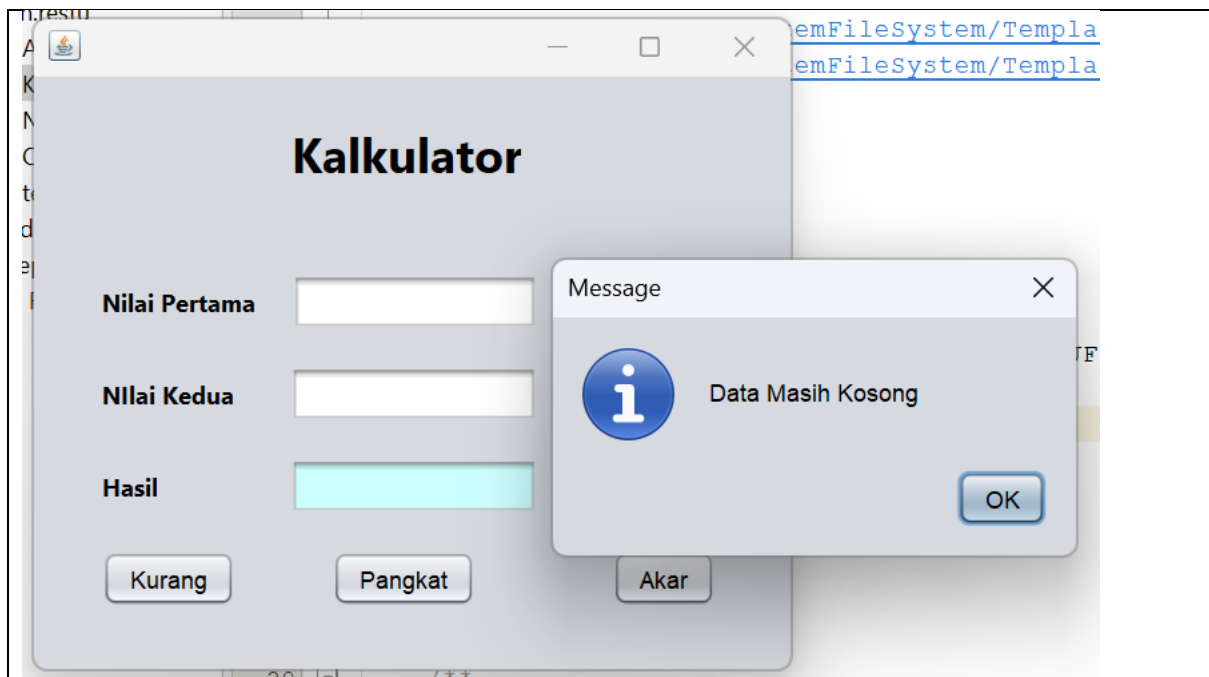 emFileSystem/Templa
emFileSystem/Templa
Kalkulator
Nilai Pertama
NIlai Kedua
Hasil
Kurang
Pangkat
Akar
Message
Data Masih Kosong
OK
/**